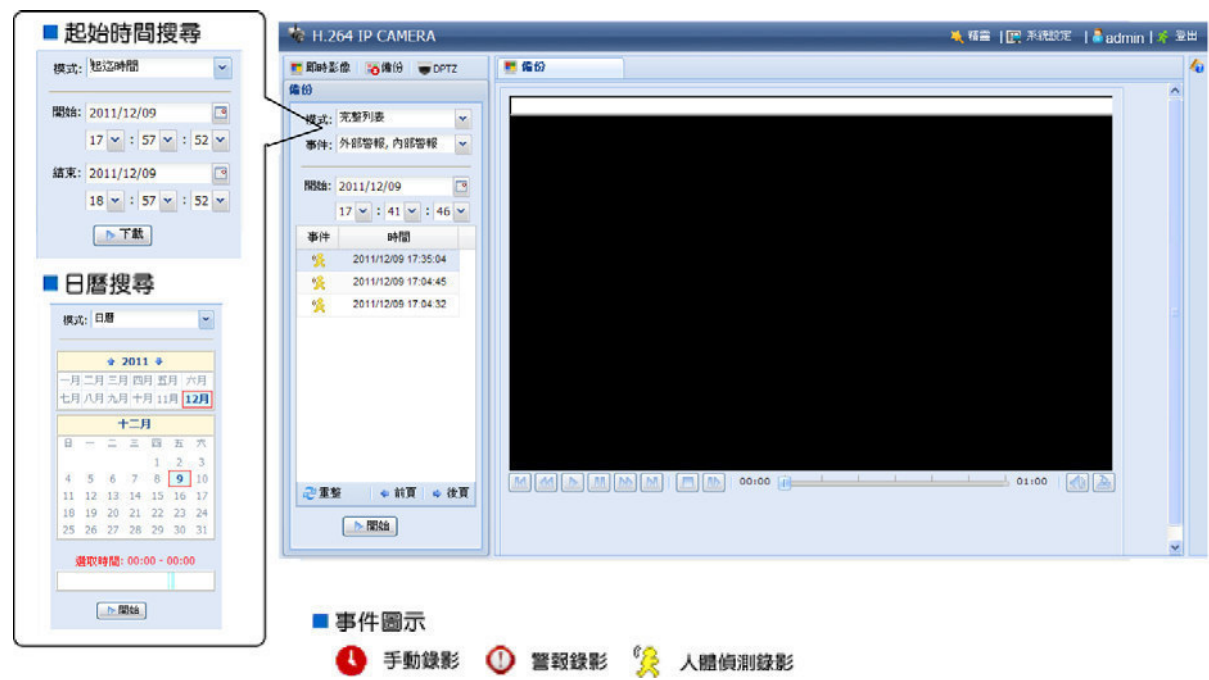 起始時間搜尋
模式: 起迄時間
開始: 2011/12/09
17 : 57 : 52
結束: 2011/12/09
18 : 57 : 52
下載
日曆搜尋
模式: 日曆
2011
一月 二月 三月 四月 五月 六月
七月 八月 九月 十月 11月 12月
十二月
日 一 二 三 四 五 六
1 2 3
4 5 6 7 8 9 10
11 12 13 14 15 16 17
18 19 20 21 22 23 24
25 26 27 28 29 30 31
選取時間: 00:00 - 00:00
開始
H.264 IP CAMERA
精靈 | 系統設定 | admin | 登出
即時影像 備份 DPTZ
備份
模式: 完整列表
事件: 外部警報, 內部警報
開始: 2011/12/09
17 : 41 : 46
事件 時間
2011/12/09 17:35:04
2011/12/09 17:04:45
2011/12/09 17:04:32
重整 前頁 後頁
開始
備份
00:00 01:00
事件圖示
手動錄影 警報錄影 人體偵測錄影